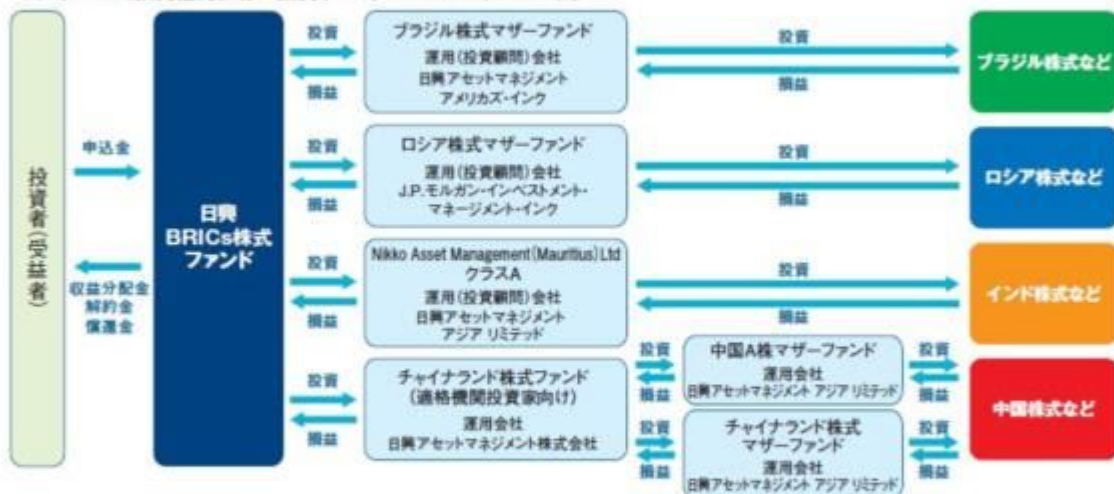 投資者(受益者)
申込金
収益分配金
解約金
償還金
日興
BRICs株式
ファンド
投資
損益
ブラジル株式マザーファンド
運用(投資顧問)会社
日興アセットマネジメント
アメリカズ・インク
投資
損益
ブラジル株式など
投資
損益
ロシア株式マザーファンド
運用(投資顧問)会社
J.P.モルガン・インベストメント・
マネージメント・インク
投資
損益
ロシア株式など
投資
損益
Nikko Asset Management(Mauritius)Ltd
クラスA
運用(投資顧問)会社
日興アセットマネジメント
アジア リミテッド
投資
損益
インド株式など
投資
損益
チャイナランド株式ファンド
(適格機関投資家向け)
運用会社
日興アセットマネジメント株式会社
投資
損益
中国A株マザーファンド
運用会社
日興アセットマネジメント アジア リミテッド
投資
損益
投資
損益
チャイナランド株式
マザーファンド
運用会社
日興アセットマネジメント アジア リミテッド
投資
損益
中国株式など